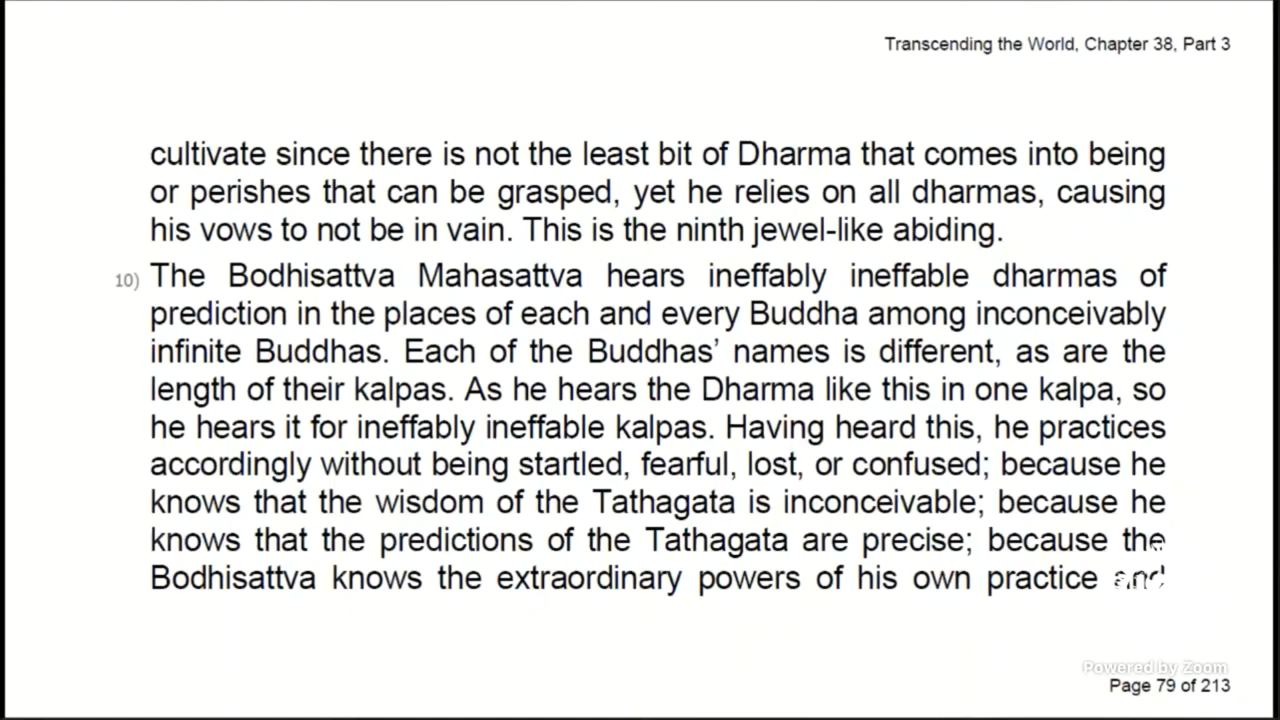 Transcending the World, Chapter 38, Part 3
cultivate since there is not the least bit of Dharma that comes into being
or perishes that can be grasped, yet he relies on all dharmas, causing
his vows to not be in vain. This is the ninth jewel-like abiding.
10) The Bodhisattva Mahasattva hears ineffably ineffable dharmas of
prediction in the places of each and every Buddha among inconceivably
infinite Buddhas. Each of the Buddhas’ names is different, as are the
length of their kalpas. As he hears the Dharma like this in one kalpa, so
he hears it for ineffably ineffable kalpas. Having heard this, he practices
accordingly without being startled, fearful, lost, or confused; because he
knows that the wisdom of the Tathagata is inconceivable; because he
knows that the predictions of the Tathagata are precise; because the
Bodhisattva knows the extraordinary powers of his own practice and
Powered by Zoom
Page 79 of 213